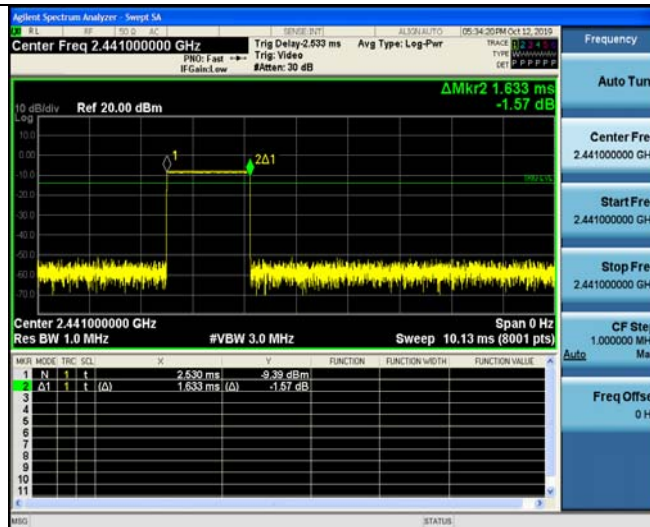 Agilent Spectrum Analyzer - Swept SA
RL RF 50 Ω AC SENSE:INT ALIGN AUTO 05:34:20 PM Oct 12, 2019
Center Freq 2.441000000 GHz
Trig Delay-2.533 ms Avg Type: Log-Pwr TRACE 1 2 3 4 5 6
PNO: Fast Trig: Video TYPE
IFGain:Low #Atten: 30 dB DET P P P P P P
ΔMkr2 1.633 ms
-1.57 dB
10 dB/div Ref 20.00 dBm
Log
10.0
0.00
-10.0
-20.0
-30.0
-40.0
-50.0
-60.0
-70.0
1
2Δ1
TRIG LVL
Center 2.441000000 GHz Span 0 Hz
Res BW 1.0 MHz #VBW 3.0 MHz Sweep 10.13 ms (8001 pts)
MKR MODE TRC SCL X Y FUNCTION FUNCTION WIDTH FUNCTION VALUE
1 N 1 t 2.530 ms -9.39 dBm
2 Δ1 1 t (Δ) 1.633 ms (Δ) -1.57 dB
3
4
5
6
7
8
9
10
11
MSG STATUS
Frequency
Auto Tun
Center Fre
2.441000000 GH
Start Fre
2.441000000 GH
Stop Fre
2.441000000 GH
CF Ste
1.000000 MH
Auto Ma
Freq Offse
0 H